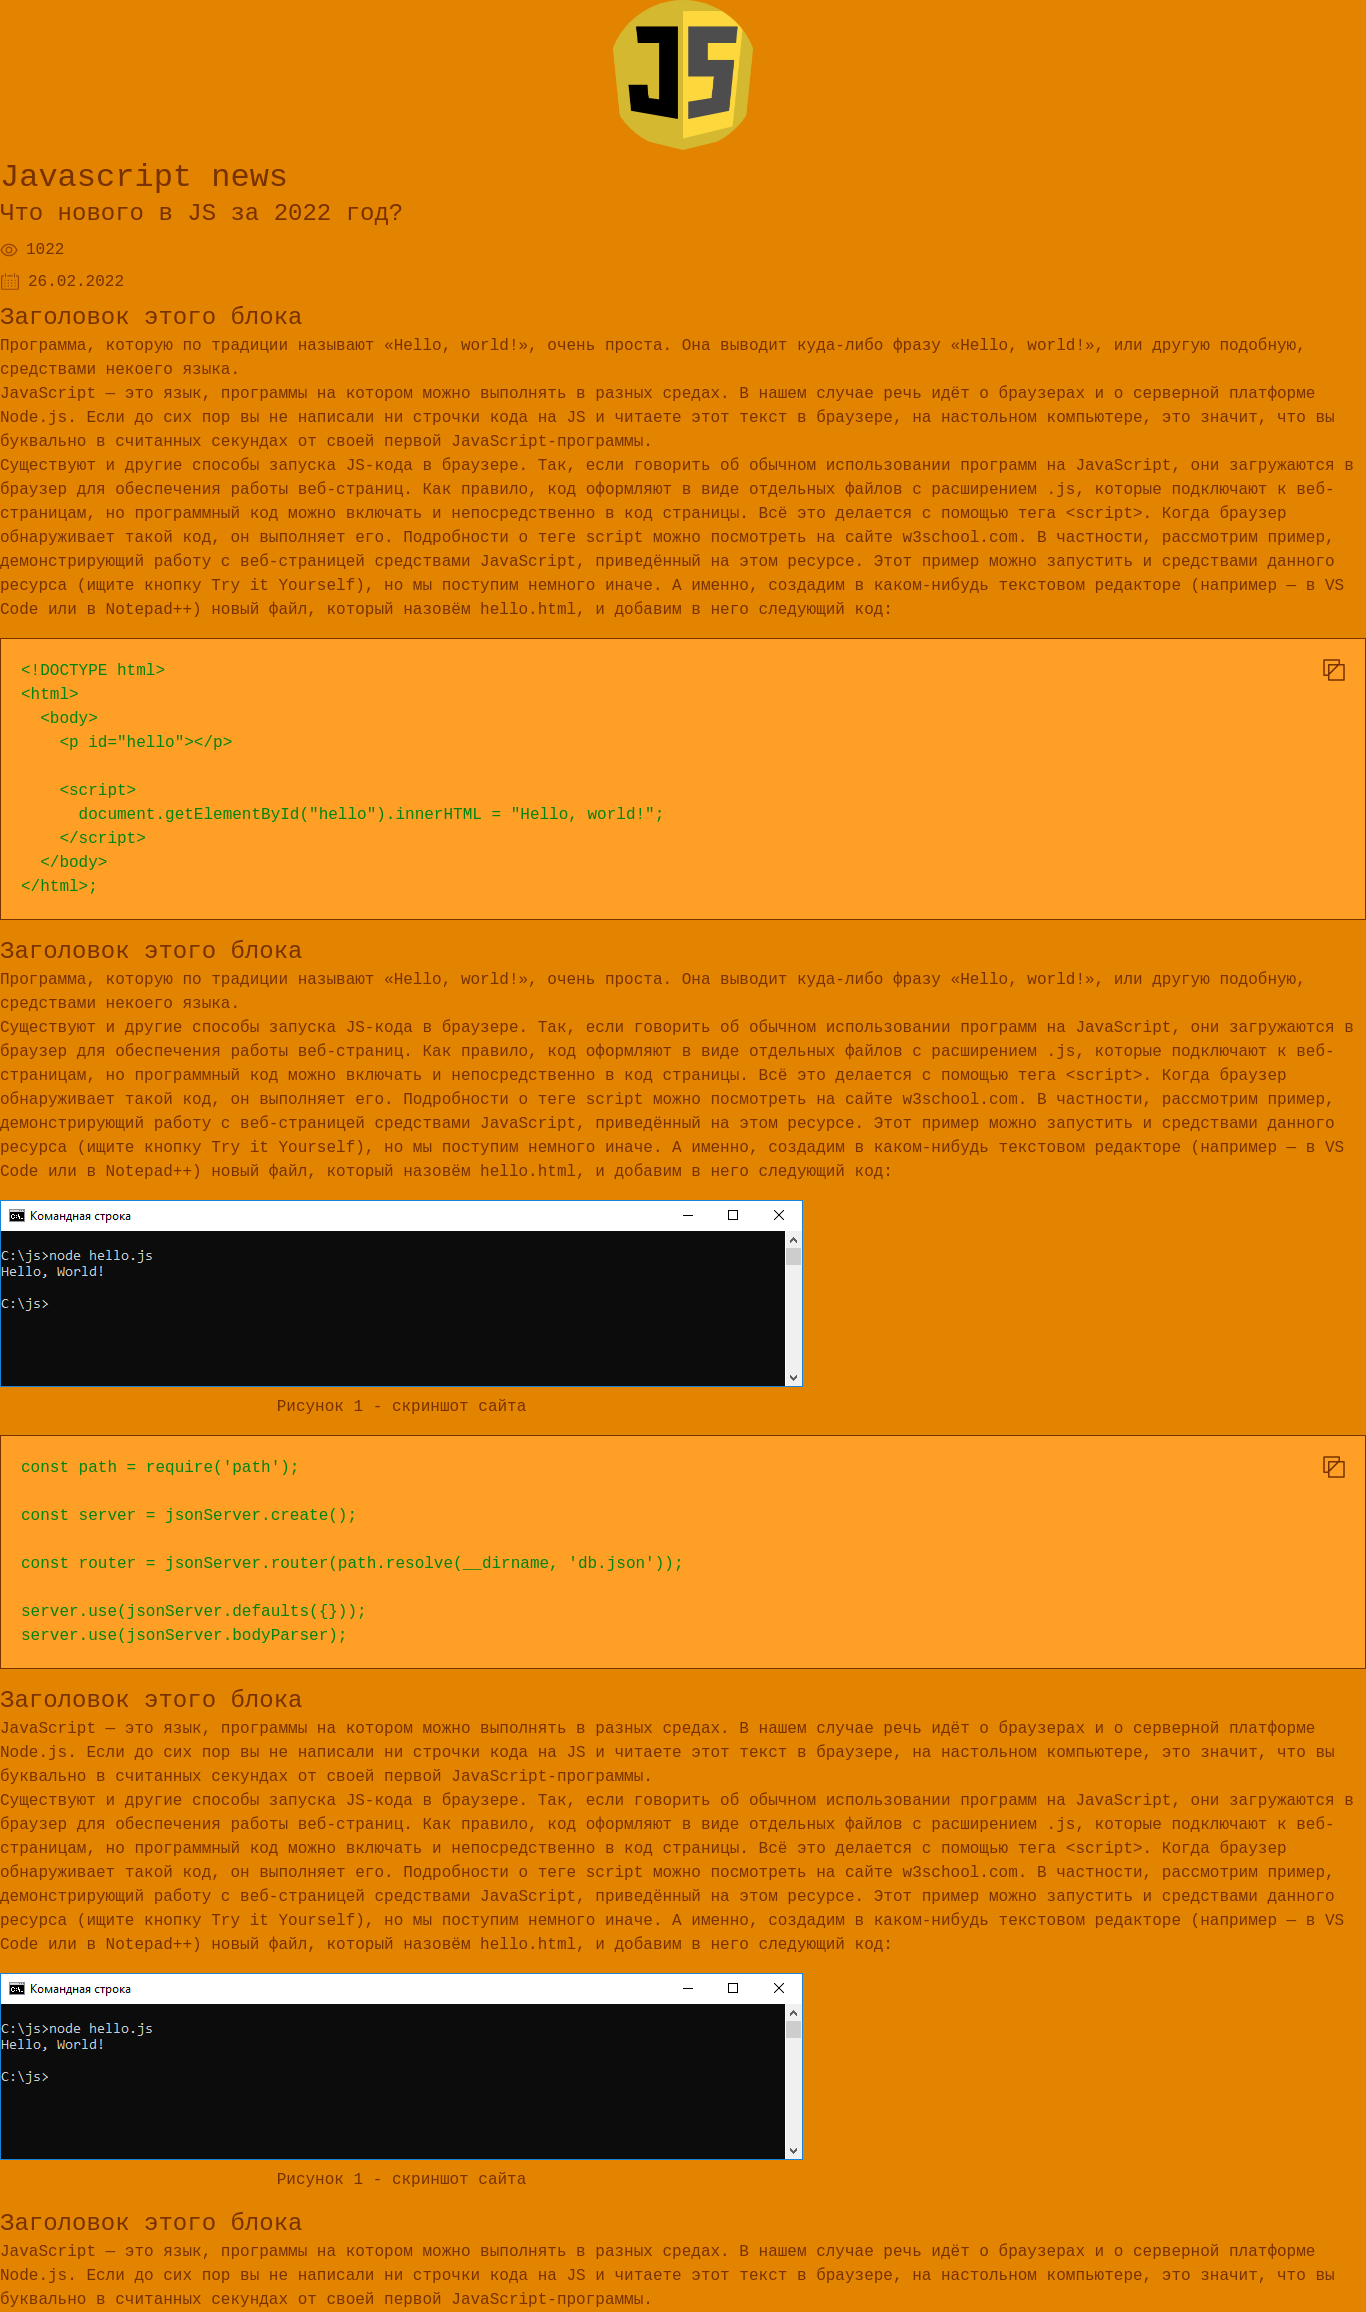 JS
Javascript news
Что нового в JS за 2022 год?
1022
26.02.2022
Заголовок этого блока
Программа, которую по традиции называют «Hello, world!», очень проста. Она выводит куда-либо фразу «Hello, world!», или другую подобную,
средствами некоего языка.
JavaScript — это язык, программы на котором можно выполнять в разных средах. В нашем случае речь идёт о браузерах и о серверной платформе
Node.js. Если до сих пор вы не написали ни строчки кода на JS и читаете этот текст в браузере, на настольном компьютере, это значит, что вы
буквально в считанных секундах от своей первой JavaScript-программы.
Существуют и другие способы запуска JS-кода в браузере. Так, если говорить об обычном использовании программ на JavaScript, они загружаются в
браузер для обеспечения работы веб-страниц. Как правило, код оформляют в виде отдельных файлов с расширением .js, которые подключают к веб-
страницам, но программный код можно включать и непосредственно в код страницы. Всё это делается с помощью тега <script>. Когда браузер
обнаруживает такой код, он выполняет его. Подробности о теге script можно посмотреть на сайте w3school.com. В частности, рассмотрим пример,
демонстрирующий работу с веб-страницей средствами JavaScript, приведённый на этом ресурсе. Этот пример можно запустить и средствами данного
ресурса (ищите кнопку Try it Yourself), но мы поступим немного иначе. А именно, создадим в каком-нибудь текстовом редакторе (например — в VS
Code или в Notepad++) новый файл, который назовём hello.html, и добавим в него следующий код:
<!DOCTYPE html>
<html>
  <body>
    <p id="hello"></p>
    <script>
      document.getElementById("hello").innerHTML = "Hello, world!";
    </script>
  </body>
</html>;
Заголовок этого блока
Программа, которую по традиции называют «Hello, world!», очень проста. Она выводит куда-либо фразу «Hello, world!», или другую подобную,
средствами некоего языка.
Существуют и другие способы запуска JS-кода в браузере. Так, если говорить об обычном использовании программ на JavaScript, они загружаются в
браузер для обеспечения работы веб-страниц. Как правило, код оформляют в виде отдельных файлов с расширением .js, которые подключают к веб-
страницам, но программный код можно включать и непосредственно в код страницы. Всё это делается с помощью тега <script>. Когда браузер
обнаруживает такой код, он выполняет его. Подробности о теге script можно посмотреть на сайте w3school.com. В частности, рассмотрим пример,
демонстрирующий работу с веб-страницей средствами JavaScript, приведённый на этом ресурсе. Этот пример можно запустить и средствами данного
ресурса (ищите кнопку Try it Yourself), но мы поступим немного иначе. А именно, создадим в каком-нибудь текстовом редакторе (например — в VS
Code или в Notepad++) новый файл, который назовём hello.html, и добавим в него следующий код:
Командная строка
C:\js>node hello.js
Hello, World!
C:\js>
Рисунок 1 - скриншот сайта
const path = require('path');
const server = jsonServer.create();
const router = jsonServer.router(path.resolve(__dirname, 'db.json'));
server.use(jsonServer.defaults({}));
server.use(jsonServer.bodyParser);
Заголовок этого блока
JavaScript — это язык, программы на котором можно выполнять в разных средах. В нашем случае речь идёт о браузерах и о серверной платформе
Node.js. Если до сих пор вы не написали ни строчки кода на JS и читаете этот текст в браузере, на настольном компьютере, это значит, что вы
буквально в считанных секундах от своей первой JavaScript-программы.
Существуют и другие способы запуска JS-кода в браузере. Так, если говорить об обычном использовании программ на JavaScript, они загружаются в
браузер для обеспечения работы веб-страниц. Как правило, код оформляют в виде отдельных файлов с расширением .js, которые подключают к веб-
страницам, но программный код можно включать и непосредственно в код страницы. Всё это делается с помощью тега <script>. Когда браузер
обнаруживает такой код, он выполняет его. Подробности о теге script можно посмотреть на сайте w3school.com. В частности, рассмотрим пример,
демонстрирующий работу с веб-страницей средствами JavaScript, приведённый на этом ресурсе. Этот пример можно запустить и средствами данного
ресурса (ищите кнопку Try it Yourself), но мы поступим немного иначе. А именно, создадим в каком-нибудь текстовом редакторе (например — в VS
Code или в Notepad++) новый файл, который назовём hello.html, и добавим в него следующий код:
Командная строка
C:\js>node hello.js
Hello, World!
C:\js>
Рисунок 1 - скриншот сайта
Заголовок этого блока
JavaScript — это язык, программы на котором можно выполнять в разных средах. В нашем случае речь идёт о браузерах и о серверной платформе
Node.js. Если до сих пор вы не написали ни строчки кода на JS и читаете этот текст в браузере, на настольном компьютере, это значит, что вы
буквально в считанных секундах от своей первой JavaScript-программы.